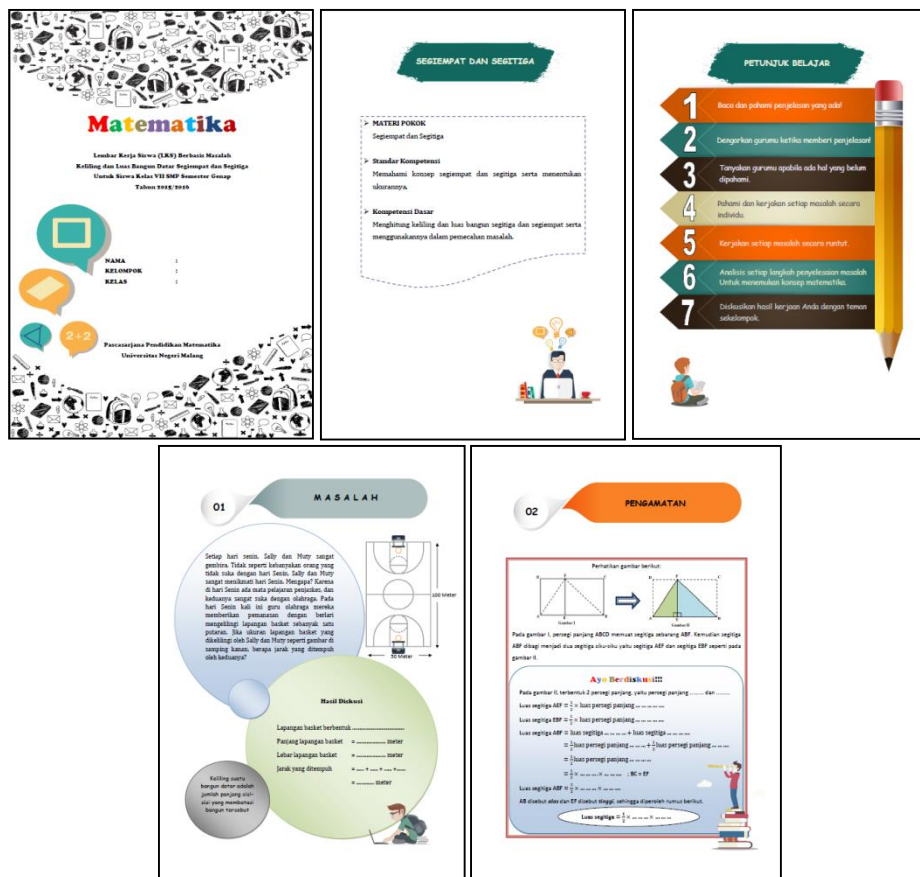 Matematika
Lembar Kerja Siswa (LKS) Berbasis Masalah
Keliling dan Luas Bangun Datar Segiempat dan Segitiga
Untuk Siswa Kelas VII SMP Semester Genap
Tahun 2015/2016
NAMA :
KELOMPOK :
KELAS :
2+2
Pascasarjana Pendidikan Matematika
Universitas Negeri Malang
SEGIEMPAT DAN SEGITIGA
➢ MATERI POKOK
Segiempat dan Segitiga
➢ Standar Kompetensi
Memahami konsep segiempat dan segitiga serta menentukan
ukurannya.
➢ Kompetensi Dasar
Menghitung keliling dan luas bangun segitiga dan segiempat serta
menggunakannya dalam pemecahan masalah.
PETUNJUK BELAJAR
1 Baca dan pahami penjelasan yang ada!
2 Dengarkan gurumu ketika memberi penjelasan!
3 Tanyakan gurumu apabila ada hal yang belum
dipahami.
4 Pahami dan kerjakan setiap masalah secara
individu.
5 Kerjakan setiap masalah secara runtut.
6 Analisis setiap langkah penyelesaian masalah
Untuk menemukan konsep matematika.
7 Diskusikan hasil kerjaan Anda dengan teman
sekelompok.
01
MASALAH
Setiap hari senin, Sally dan Muty sangat
gembira. Tidak seperti kebanyakan orang yang
tidak suka dengan hari Senin, Sally dan Muty
sangat menikmati hari Senin. Mengapa? Karena
di hari Senin ada mata pelajaran penjaskes, dan
keduanya sangat suka dengan olahraga. Pada
hari Senin kali ini guru olahraga mereka
memberikan pemanasan dengan berlari
mengelilingi lapangan basket sebanyak satu
putaran. Jika ukuran lapangan basket yang
dikelilingi oleh Sally dan Muty seperti gambar di
samping kanan, berapa jarak yang ditempuh
oleh keduanya?
100 Meter
50 Meter
Hasil Diskusi
Lapangan basket berbentuk ..............................
Panjang lapangan basket = ................. meter
Lebar lapangan basket = ................. meter
Jarak yang ditempuh = ..... + ..... + ..... + .....
= ........... meter
Keliling suatu
bangun datar adalah
jumlah panjang sisi-
sisi yang membatasi
bangun tersebut
02
PENGAMATAN
Perhatikan gambar berikut:
Gambar I
Gambar II
Pada gambar I, persegi panjang ABCD memuat segitiga sebarang ABF. Kemudian segitiga
ABF dibagi menjadi dua segitiga siku-siku yaitu segitiga AEF dan segitiga EBF seperti pada
gambar II.
Ayo Berdiskusi!!!
Pada gambar II, terbentuk 2 persegi panjang, yaitu persegi panjang ......... dan .........
Luas segitiga AEF = 1/2 × luas persegi panjang ................
Luas segitiga EBF = 1/2 × luas persegi panjang ................
Luas segitiga ABF = luas segitiga ............ + luas segitiga ............
= 1/2 luas persegi panjang ............ + 1/2 luas persegi panjang ............
= 1/2 luas persegi panjang ............
= 1/2 × ............ × ............ ; BC = EF
Luas segitiga ABF = 1/2 × ............ × ............
AB disebut alas dan EF disebut tinggi, sehingga diperoleh rumus berikut.
Luas segitiga = 1/2 × ............ × ............